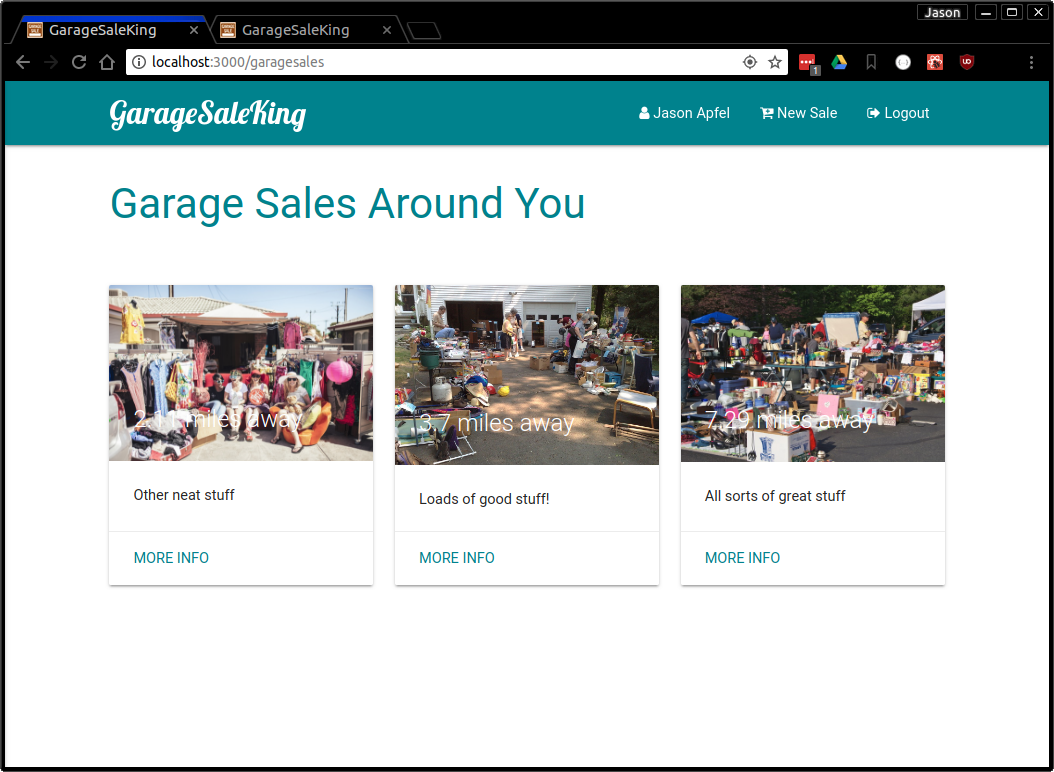 Jason
GarageSaleKing
GarageSaleKing
localhost:3000/garagesales
1
GarageSaleKing
Jason Apfel
New Sale
Logout
Garage Sales Around You
2.11 miles away
3.7 miles away
7.29 miles away
Other neat stuff
Loads of good stuff!
All sorts of great stuff
MORE INFO
MORE INFO
MORE INFO